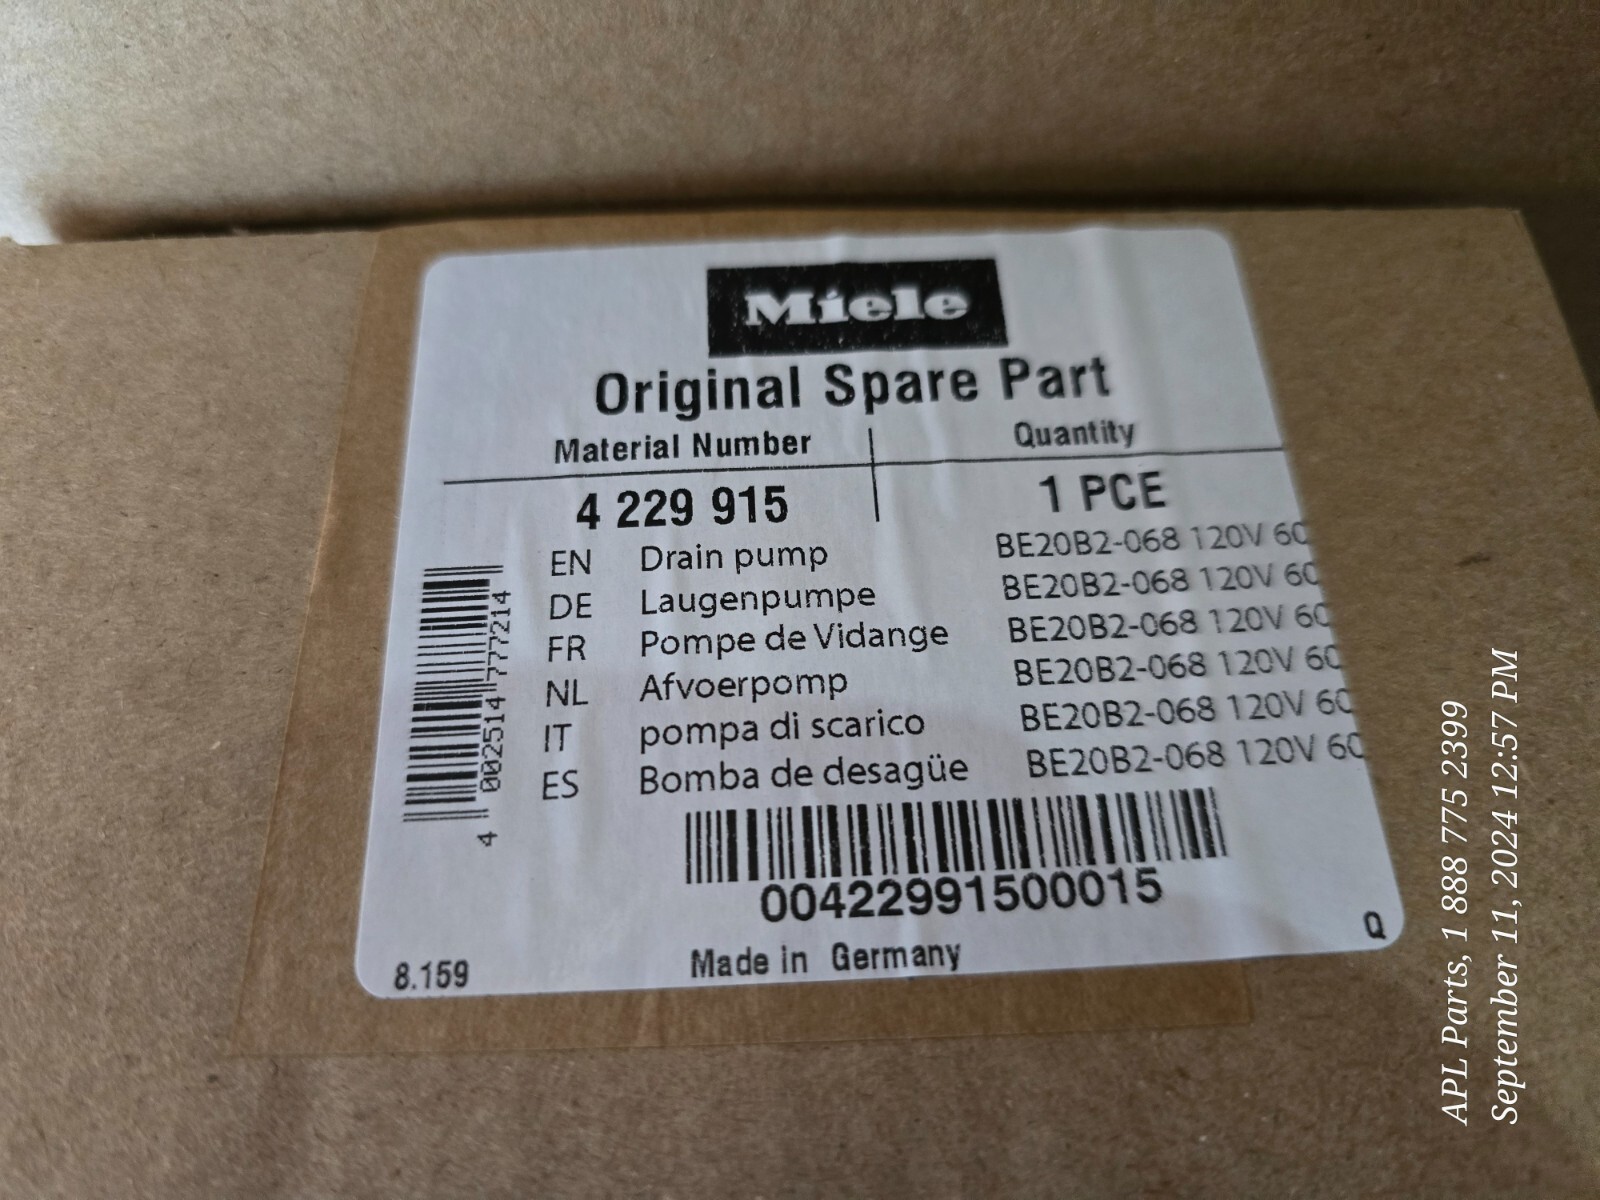 Miele
Original Spare Part
Material Number Quantity
4 229 915 1 PCE
EN Drain pump BE20B2-068 120V 60
DE Laugenpumpe BE20B2-068 120V 60
FR Pompe de Vidange BE20B2-068 120V 60
NL Afvoerpomp BE20B2-068 120V 60
IT pompa di scarico BE20B2-068 120V 60
ES Bomba de desagüe BE20B2-068 120V 60
4 002514 777214
00422991500015
8.159 Made in Germany Q
APL Parts, 1 888 775 2399
September 11, 2024 12:57 PM